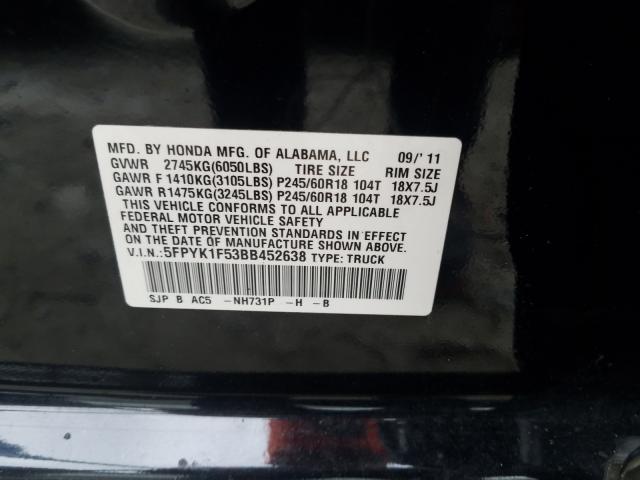 MFD. BY HONDA MFG. OF ALABAMA, LLC 09/'11
GVWR 2745KG(6050LBS) TIRE SIZE RIM SIZE
GAWR F 1410KG(3105LBS) P245/60R18 104T 18X7.5J
GAWR R1475KG(3245LBS) P245/60R18 104T 18X7.5J
THIS VEHICLE CONFORMS TO ALL APPLICABLE
FEDERAL MOTOR VEHICLE SAFETY
AND THEFT PREVENTION STANDARDS
IN EFFECT ON THE DATE OF MANUFACTURE SHOWN ABOVE.
V.I.N.:5FPYK1F53BB452638 TYPE: TRUCK
SJP B AC5 -NH731P -H -B